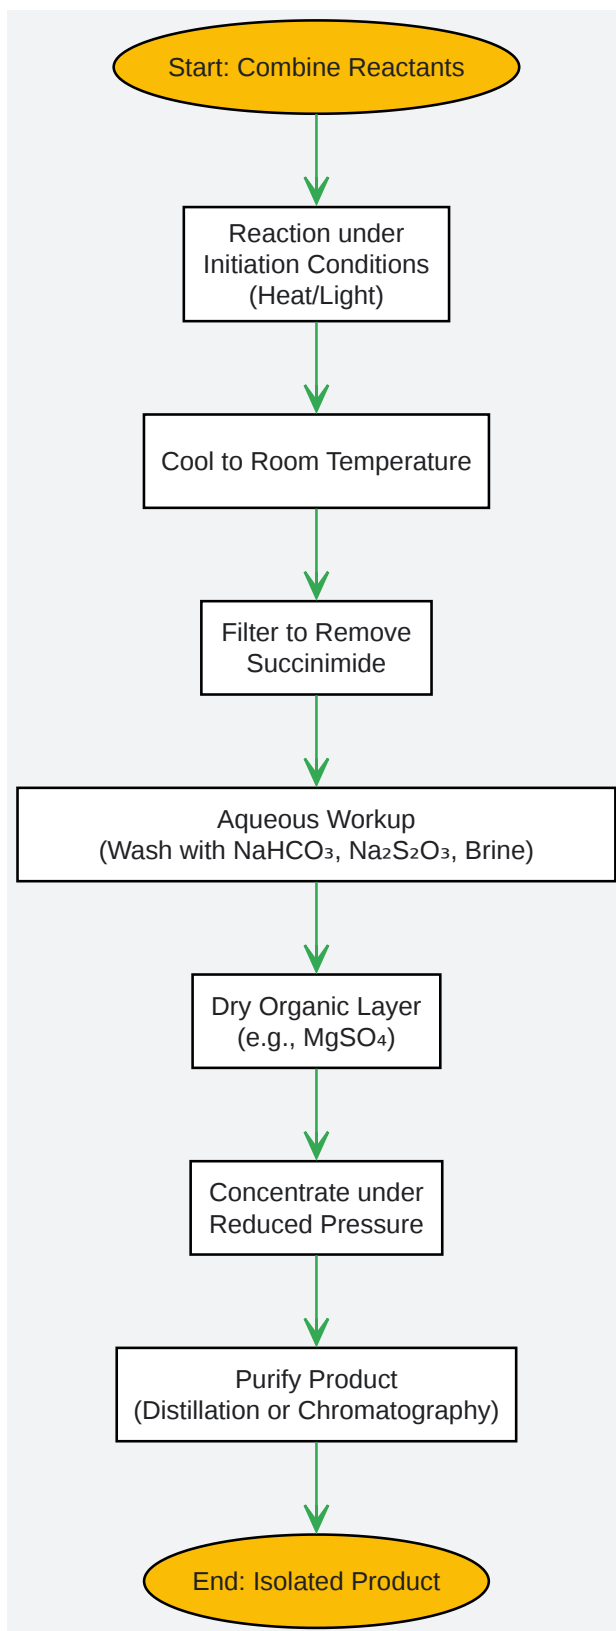 Start: Combine Reactants
Reaction under
Initiation Conditions
(Heat/Light)
Cool to Room Temperature
Filter to Remove
Succinimide
Aqueous Workup
(Wash with NaHCO₃, Na₂S₂O₃, Brine)
Dry Organic Layer
(e.g., MgSO₄)
Concentrate under
Reduced Pressure
Purify Product
(Distillation or Chromatography)
End: Isolated Product